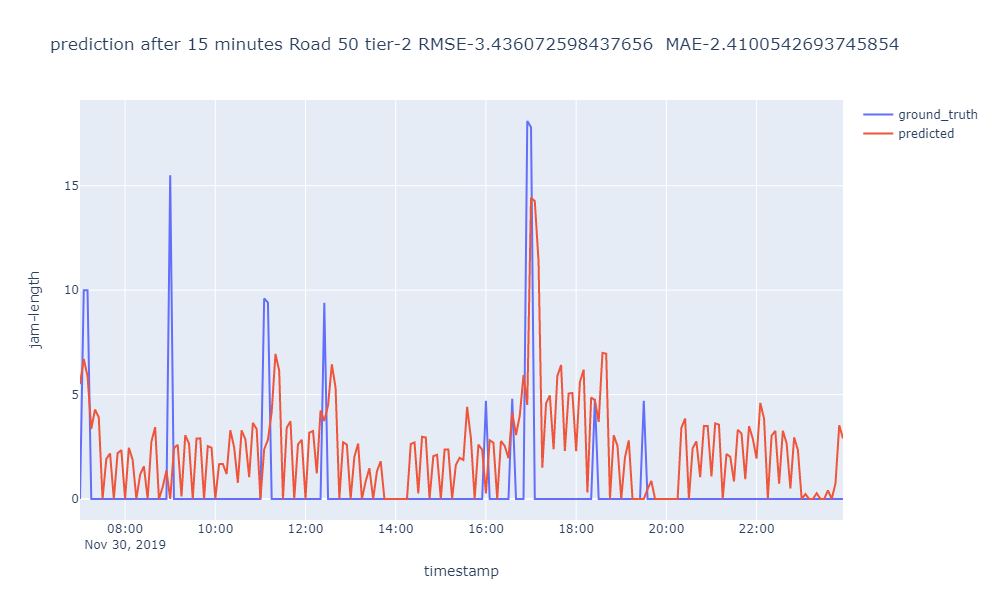 prediction after 15 minutes Road 50 tier-2 RMSE-3.436072598437656  MAE-2.4100542693745854
ground_truth
predicted
15
10
5
0
jam-length
08:00 10:00 12:00 14:00 16:00 18:00 20:00 22:00
Nov 30, 2019
timestamp